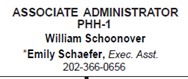 ASSOCIATE ADMINISTRATOR
PHH-1
William Schoonover
*Emily Schaefer, Exec. Asst.
202-366-0656